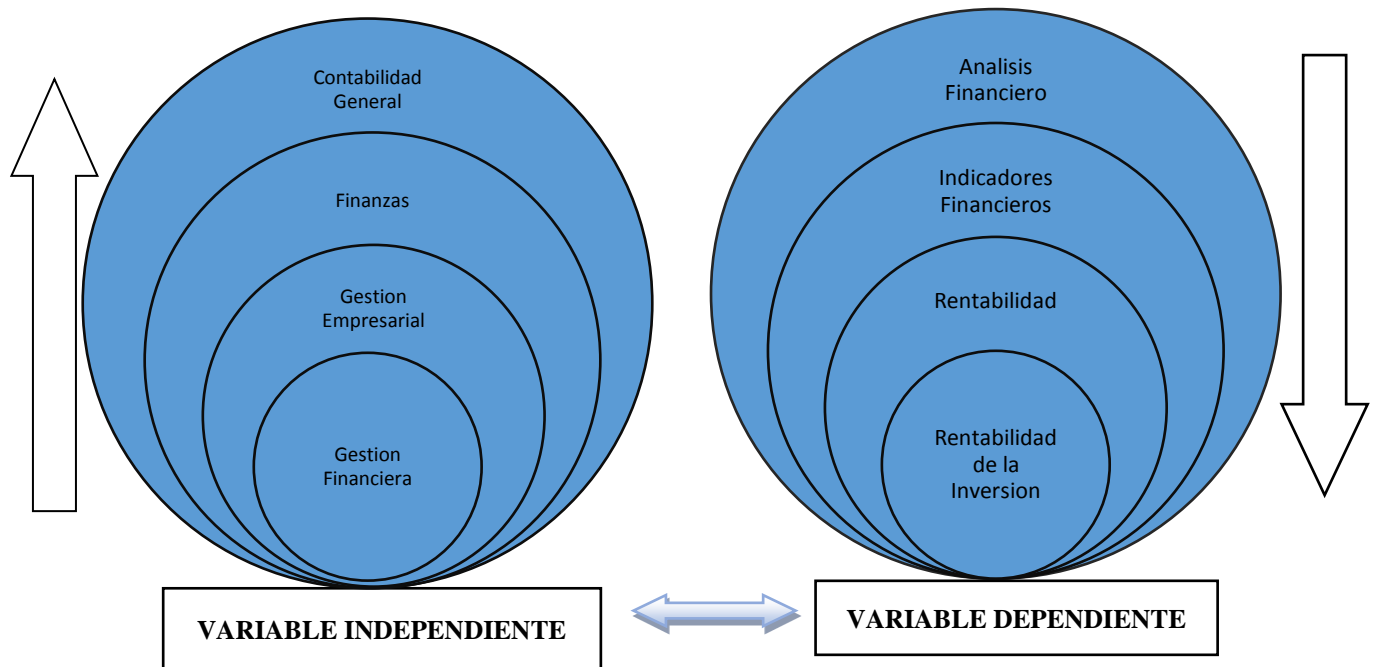 Contabilidad
General
Finanzas
Gestion
Empresarial
Gestion
Financiera
VARIABLE INDEPENDIENTE
Analisis
Financiero
Indicadores
Financieros
Rentabilidad
Rentabilidad
de la
Inversion
VARIABLE DEPENDIENTE